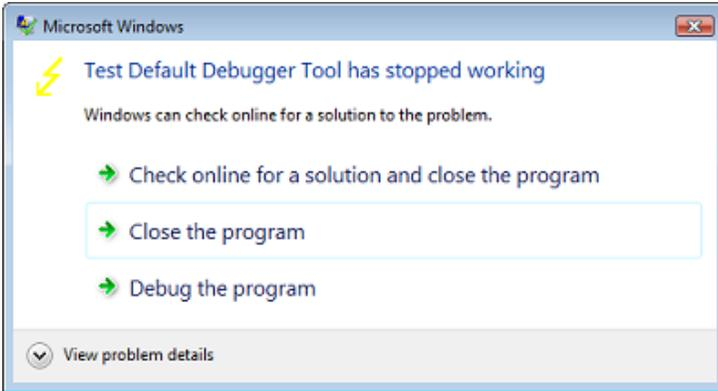 Microsoft Windows
Test Default Debugger Tool has stopped working
Windows can check online for a solution to the problem.
Check online for a solution and close the program
Close the program
Debug the program
View problem details